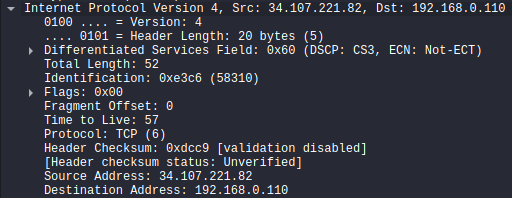 Internet Protocol Version 4, Src: 34.107.221.82, Dst: 192.168.0.110
0100 .... = Version: 4
.... 0101 = Header Length: 20 bytes (5)
Differentiated Services Field: 0x60 (DSCP: CS3, ECN: Not-ECT)
Total Length: 52
Identification: 0xe3c6 (58310)
Flags: 0x00
Fragment Offset: 0
Time to Live: 57
Protocol: TCP (6)
Header Checksum: 0xdcc9 [validation disabled]
[Header checksum status: Unverified]
Source Address: 34.107.221.82
Destination Address: 192.168.0.110